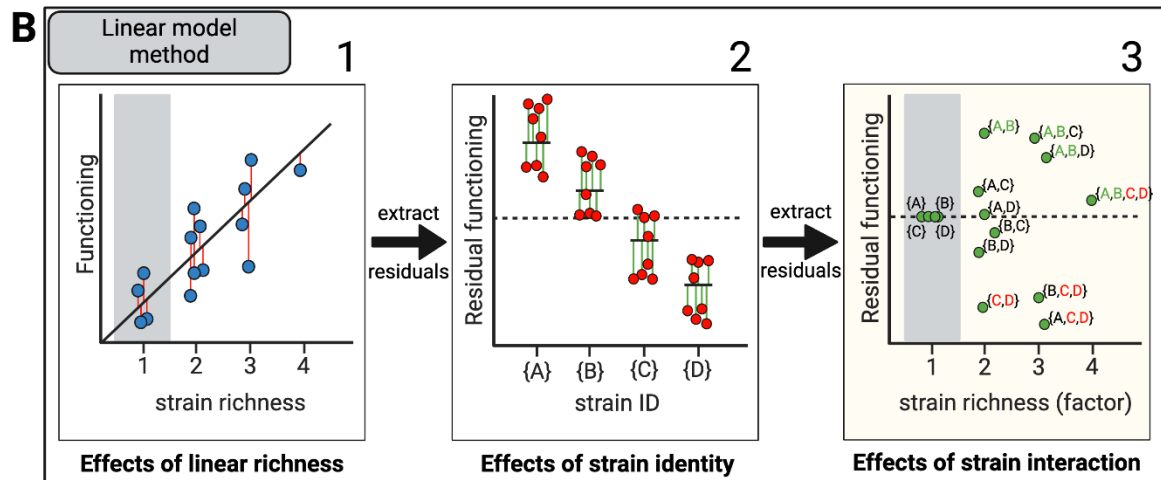 B
Linear model
method
1
2
3
Functioning
1 2 3 4
strain richness
Effects of linear richness
extract
residuals
Residual functioning
{A} {B} {C} {D}
strain ID
Effects of strain identity
extract
residuals
Residual functioning
{A,B}
{A,B,C}
{A,B,D}
{A,C}
{A,B,C,D}
{A} {B}
{A,D}
{C} {D}
{B,C}
{B,D}
{C,D}
{B,C,D}
{A,C,D}
1 2 3 4
strain richness (factor)
Effects of strain interaction